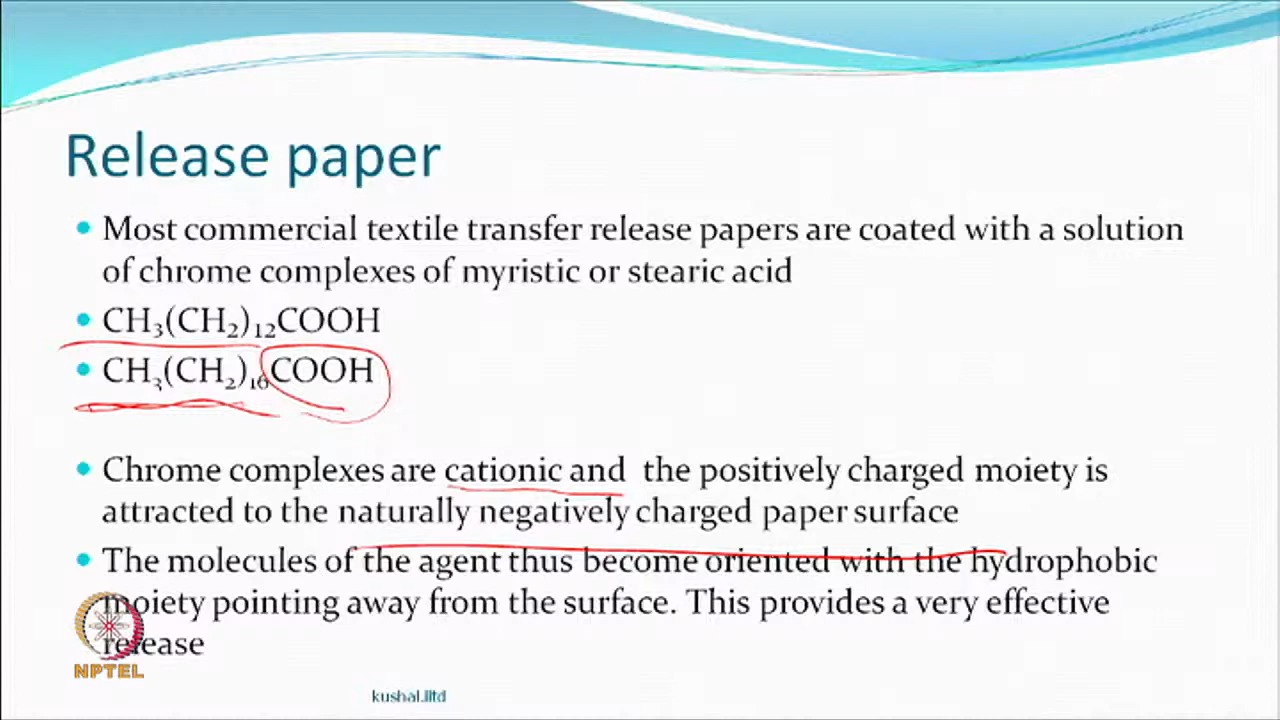 Release paper
• Most commercial textile transfer release papers are coated with a solution
of chrome complexes of myristic or stearic acid
• CH₃(CH₂)₁₂COOH
• CH₃(CH₂)₁₆COOH
• Chrome complexes are cationic and the positively charged moiety is
attracted to the naturally negatively charged paper surface
• The molecules of the agent thus become oriented with the hydrophobic
moiety pointing away from the surface. This provides a very effective
release
NPTEL
kushal.iitd